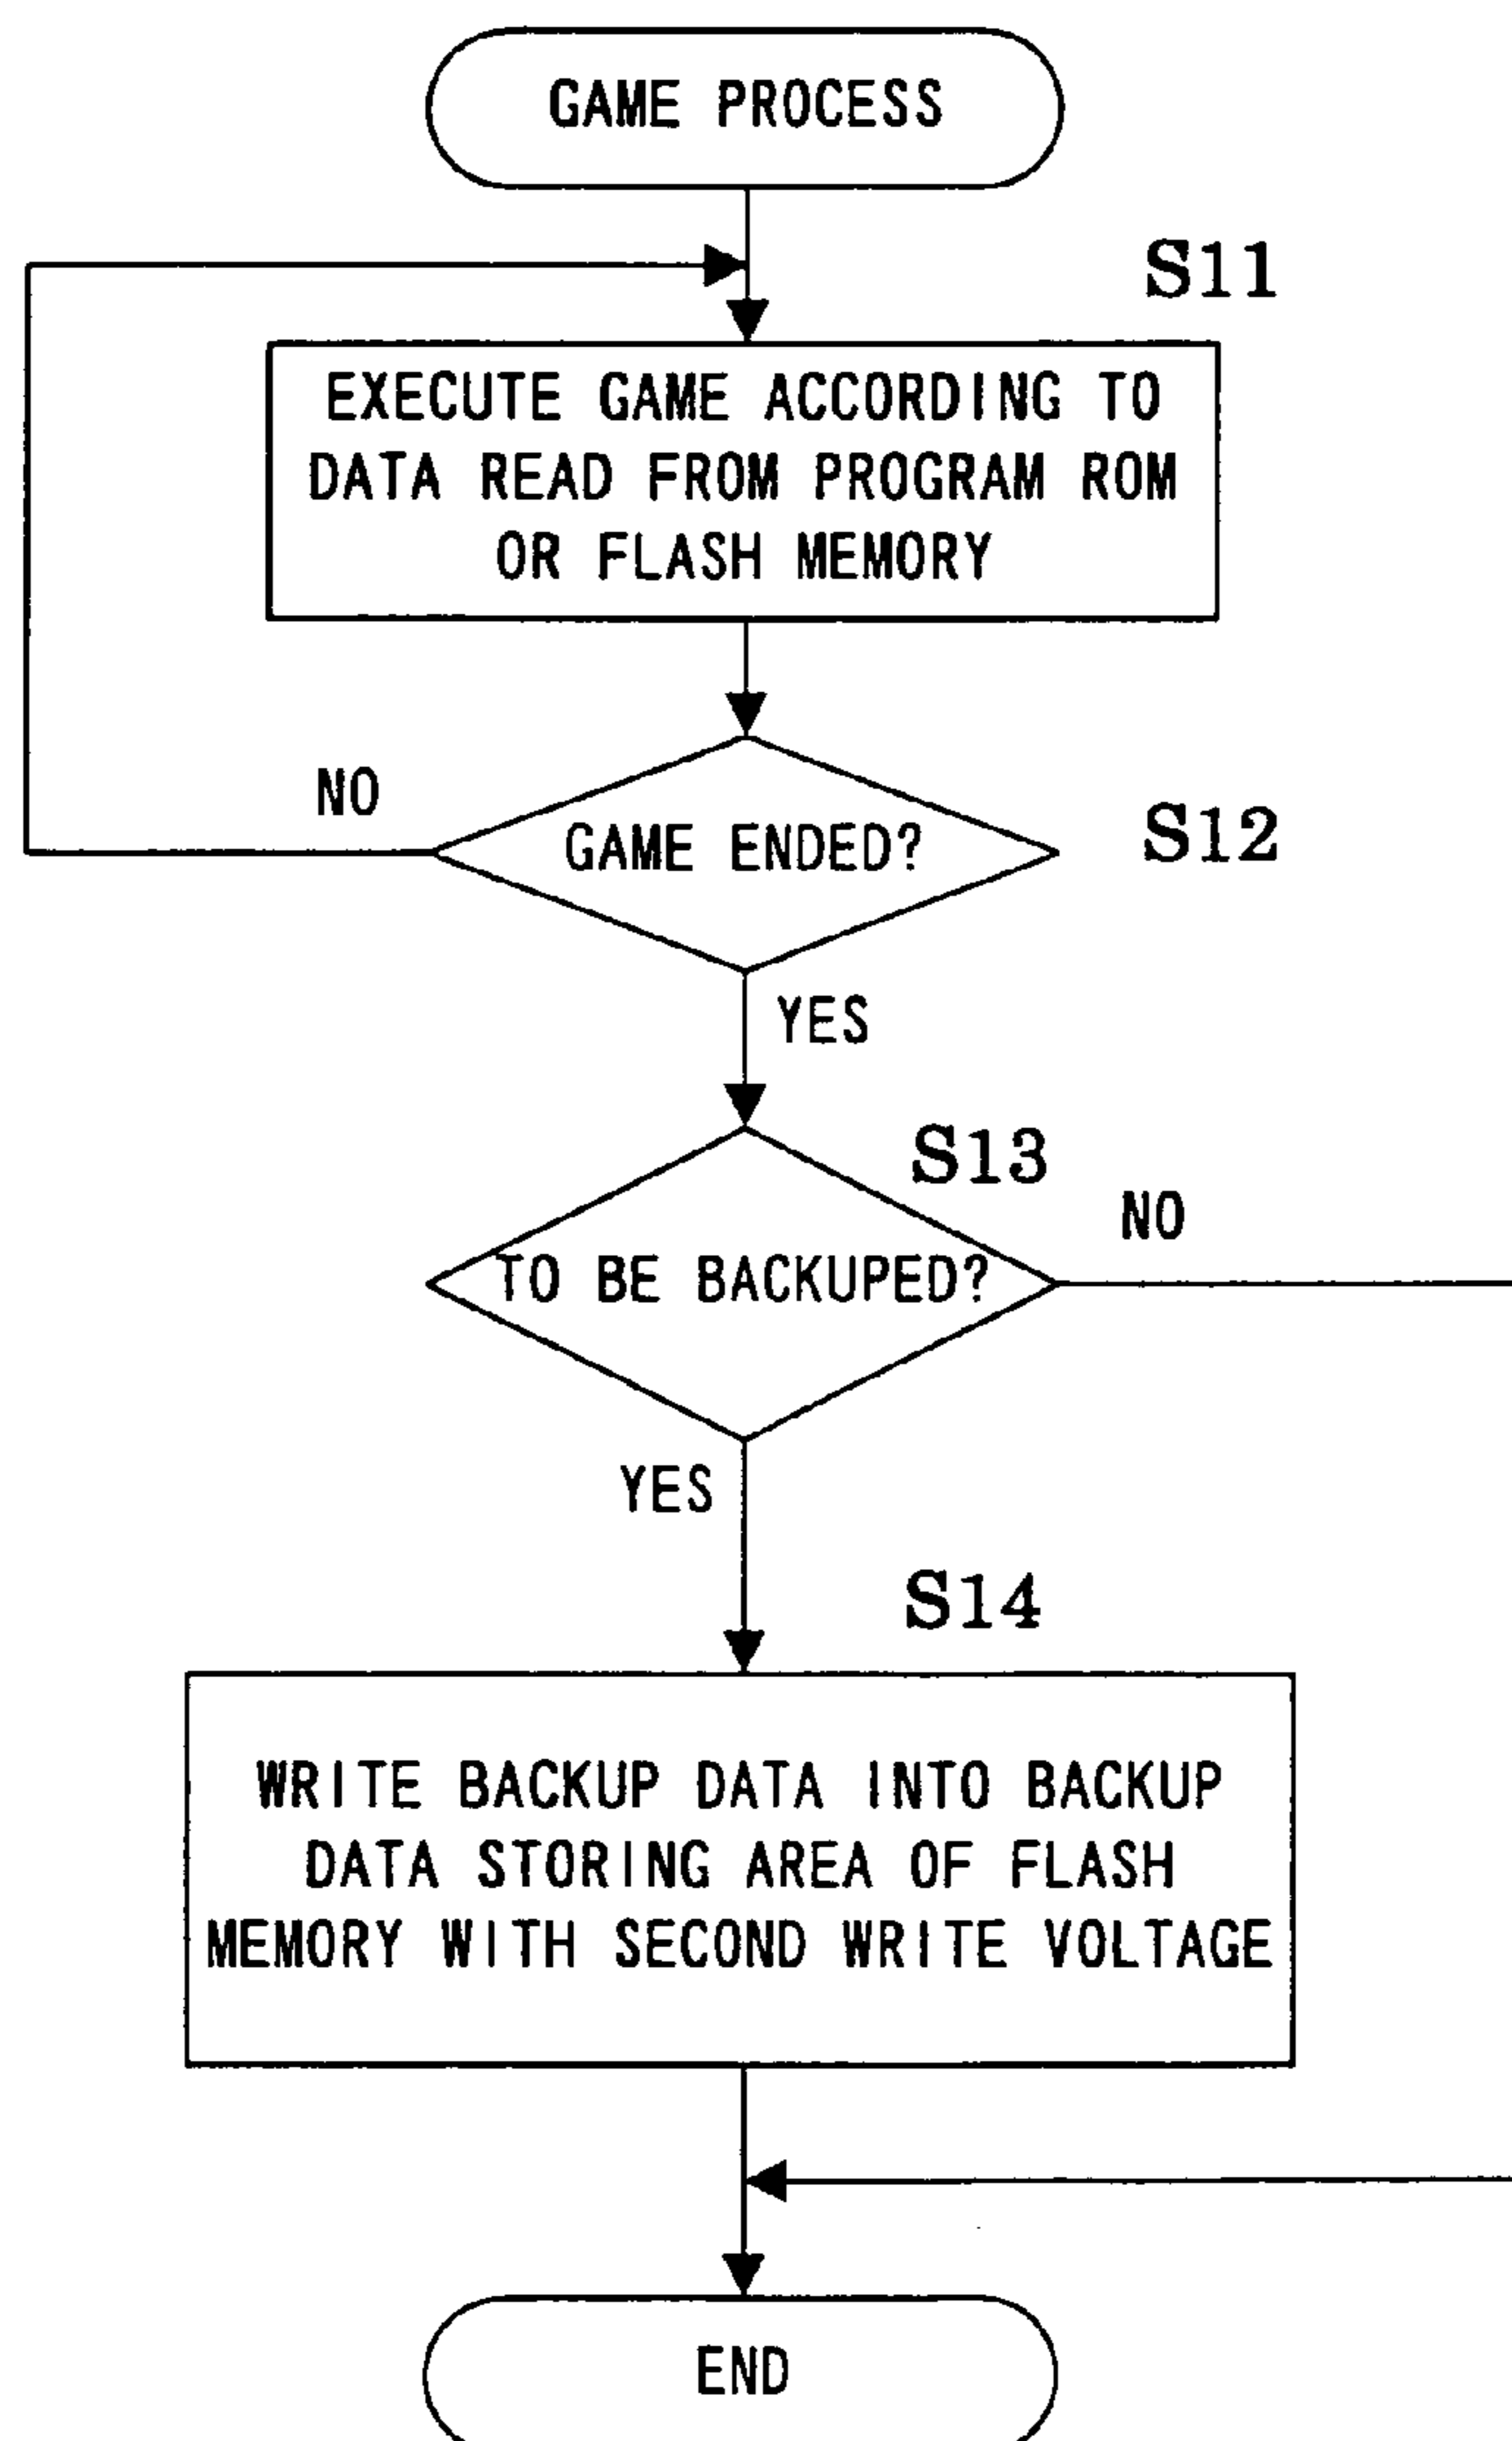 GAME PROCESS
S11
EXECUTE GAME ACCORDING TO
DATA READ FROM PROGRAM ROM
OR FLASH MEMORY
NO
GAME ENDED?
S12
YES
S13
NO
TO BE BACKUPED?
YES
S14
WRITE BACKUP DATA INTO BACKUP
DATA STORING AREA OF FLASH
MEMORY WITH SECOND WRITE VOLTAGE
END